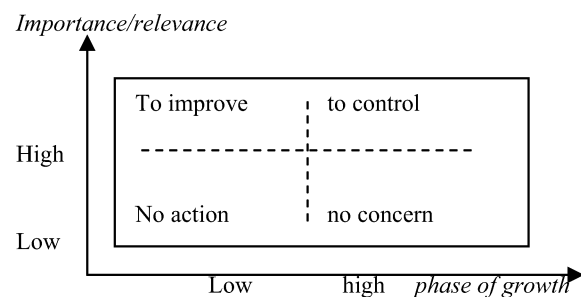 Importance/relevance
To improve to control
High
No action no concern
Low
Low high phase of growth